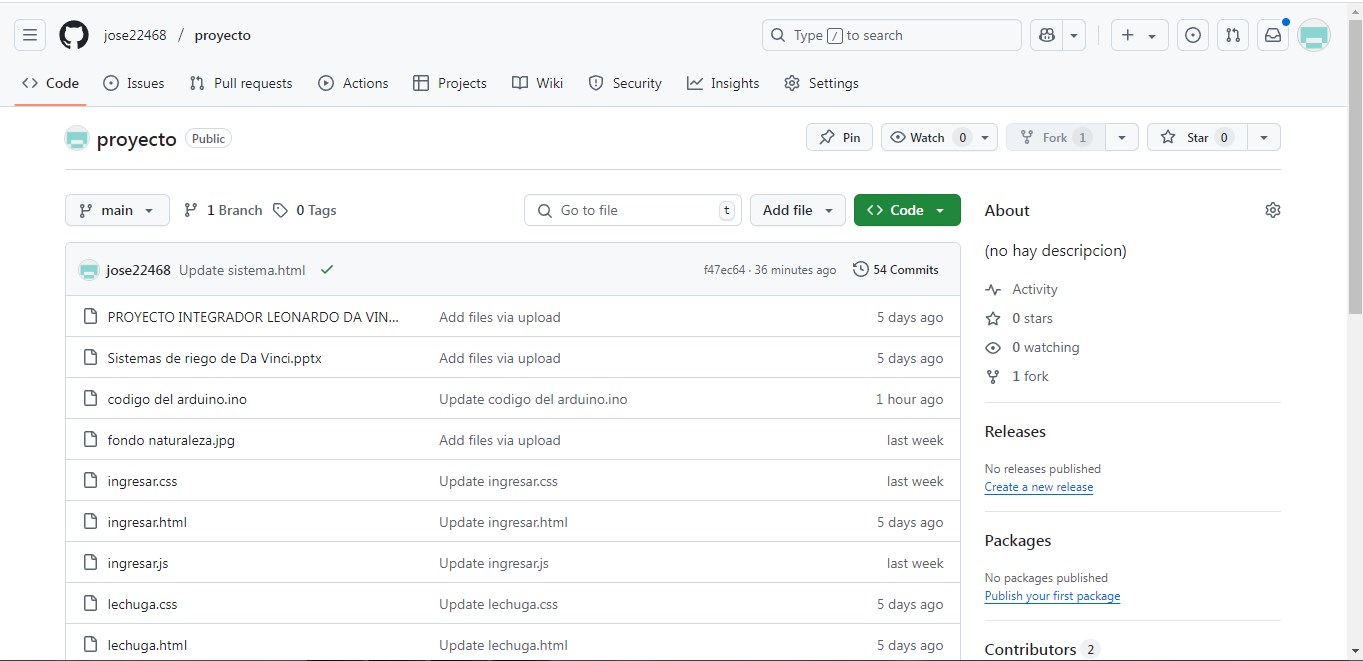 jose22468 / proyecto
Type / to search
Code Issues Pull requests Actions Projects Wiki Security Insights Settings
proyecto Public
Pin Watch 0 Fork 1 Star 0
main 1 Branch 0 Tags Go to file t Add file Code
jose22468 Update sistema.html f47ec64 · 36 minutes ago 54 Commits
PROYECTO INTEGRADOR LEONARDO DA VIN... Add files via upload 5 days ago
Sistemas de riego de Da Vinci.pptx Add files via upload 5 days ago
codigo del arduino.ino Update codigo del arduino.ino 1 hour ago
fondo naturaleza.jpg Add files via upload last week
ingresar.css Update ingresar.css last week
ingresar.html Update ingresar.html 5 days ago
ingresar.js Update ingresar.js last week
lechuga.css Update lechuga.css 5 days ago
lechuga.html Update lechuga.html 5 days ago
About
(no hay descripcion)
Activity
0 stars
0 watching
1 fork
Releases
No releases published
Create a new release
Packages
No packages published
Publish your first package
Contributors 2